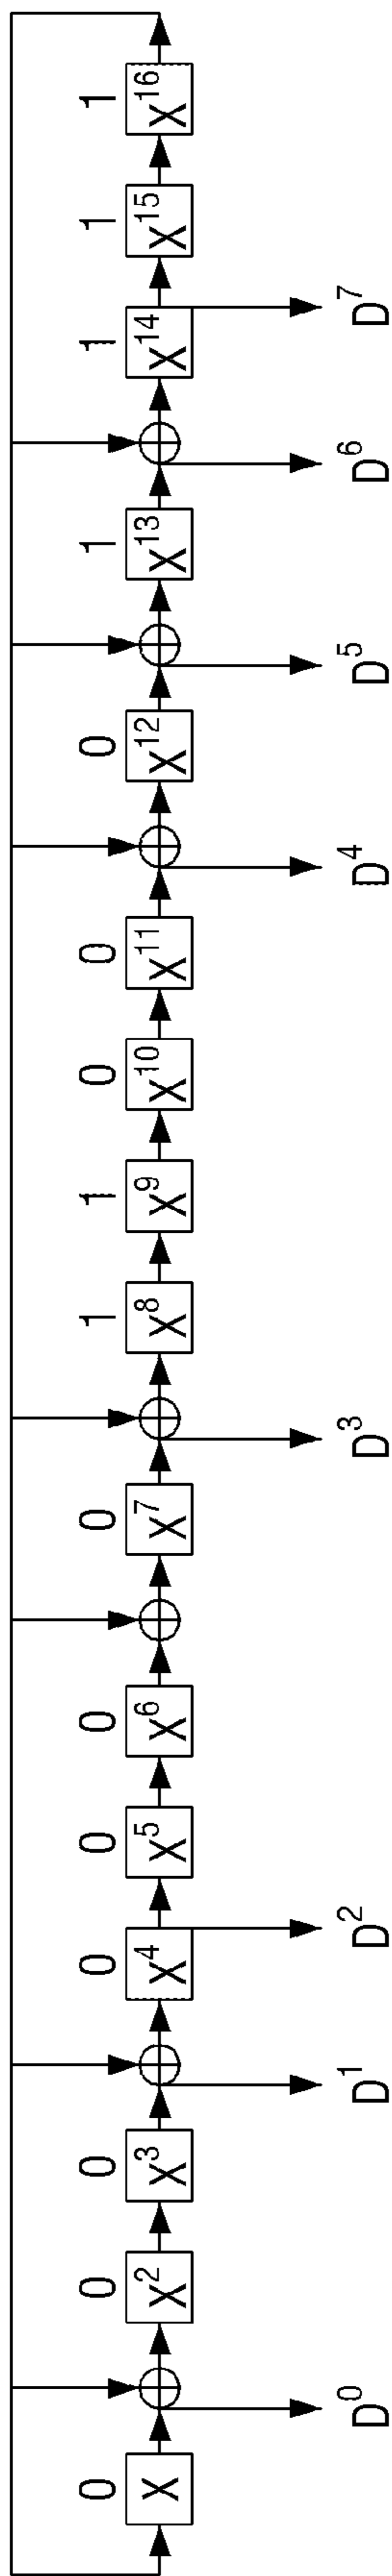 0 0 0 0 0 0 0 1 1 0 0 0 1 1 1 1
X X² X³ X⁴ X⁵ X⁶ X⁷ X⁸ X⁹ X¹⁰ X¹¹ X¹² X¹³ X¹⁴ X¹⁵ X¹⁶
D⁰ D¹ D² D³ D⁴ D⁵ D⁶ D⁷